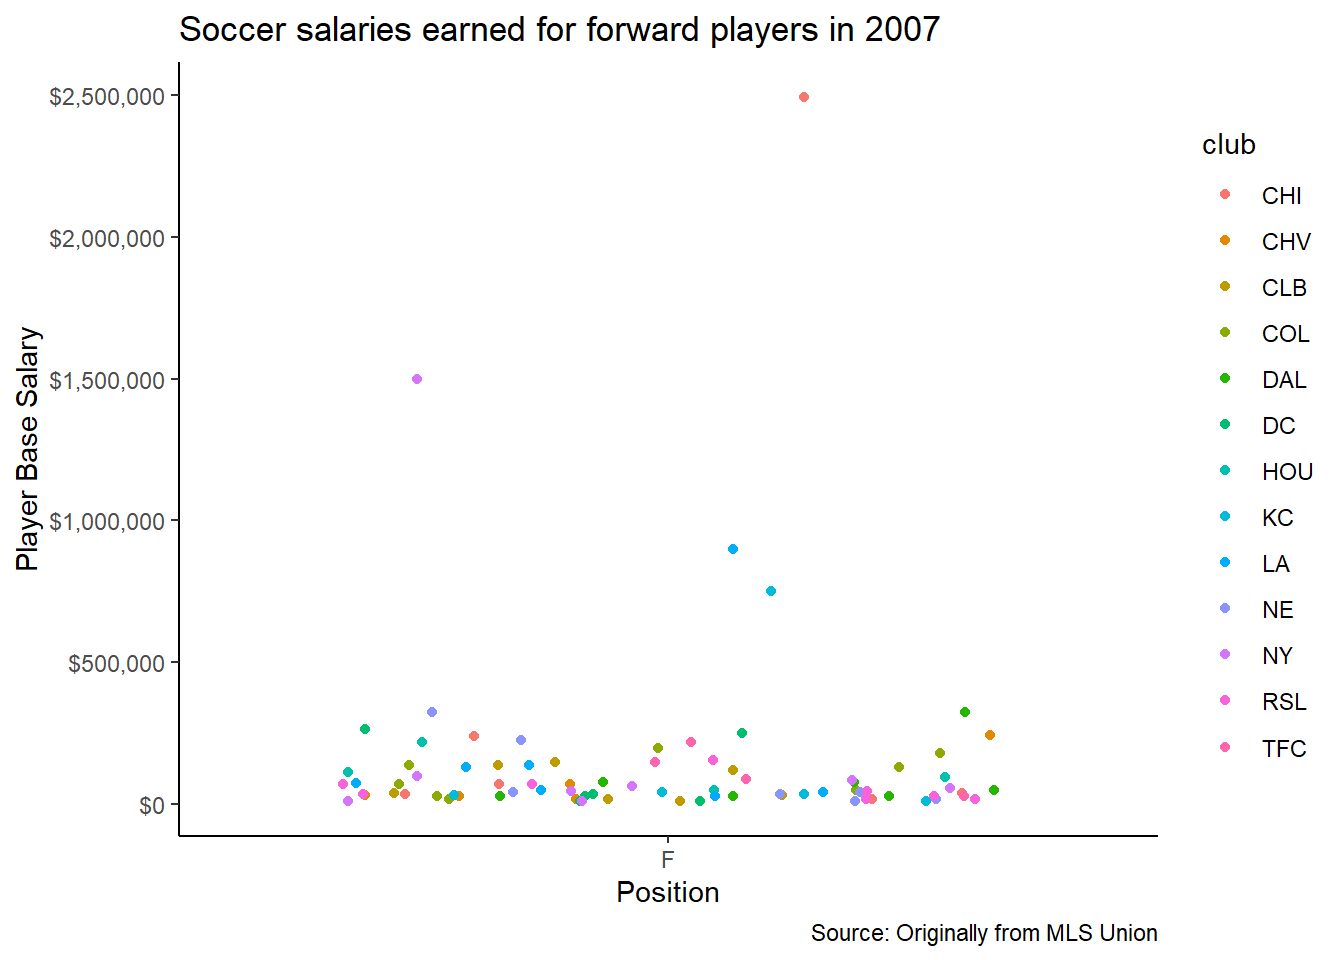 Soccer salaries earned for forward players in 2007
Player Base Salary
$2,500,000
$2,000,000
$1,500,000
$1,000,000
$500,000
$0
F
Position
club
CHI
CHV
CLB
COL
DAL
DC
HOU
KC
LA
NE
NY
RSL
TFC
Source: Originally from MLS Union